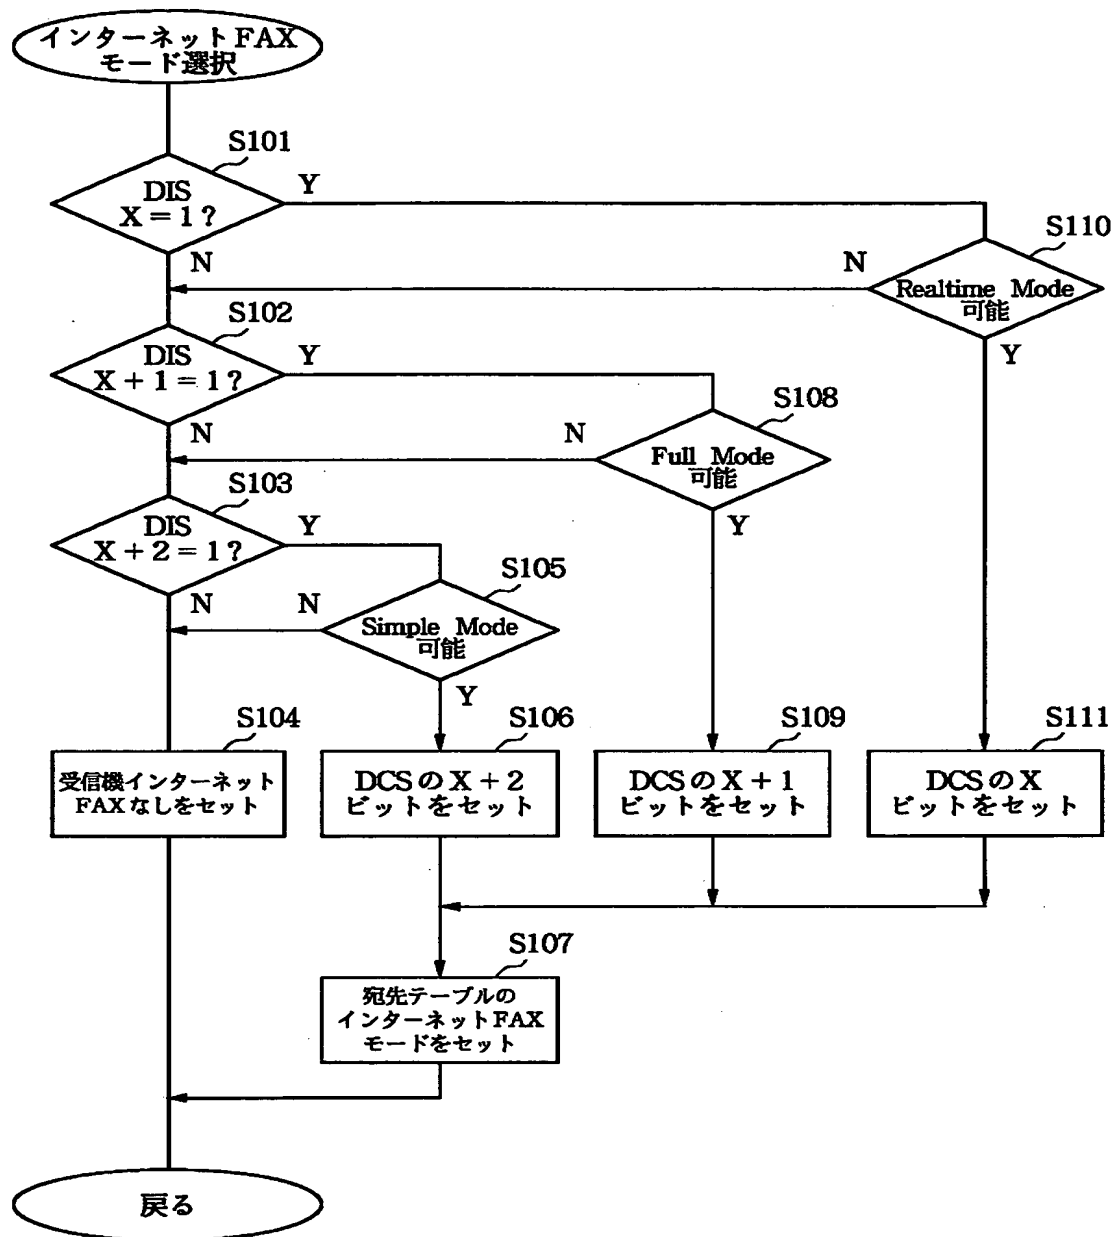 インターネットFAX
モード選択
S101
DIS
X=1?
Y
N
S110
Realtime Mode
可能
N
Y
S102
DIS
X+1=1?
Y
N
S108
Full Mode
可能
N
Y
S103
DIS
X+2=1?
Y
N
S105
Simple Mode
可能
N
Y
S104
受信機インターネット
FAXなしをセット
S106
DCSのX+2
ビットをセット
S109
DCSのX+1
ビットをセット
S111
DCSのX
ビットをセット
S107
宛先テーブルの
インターネットFAX
モードをセット
戻る